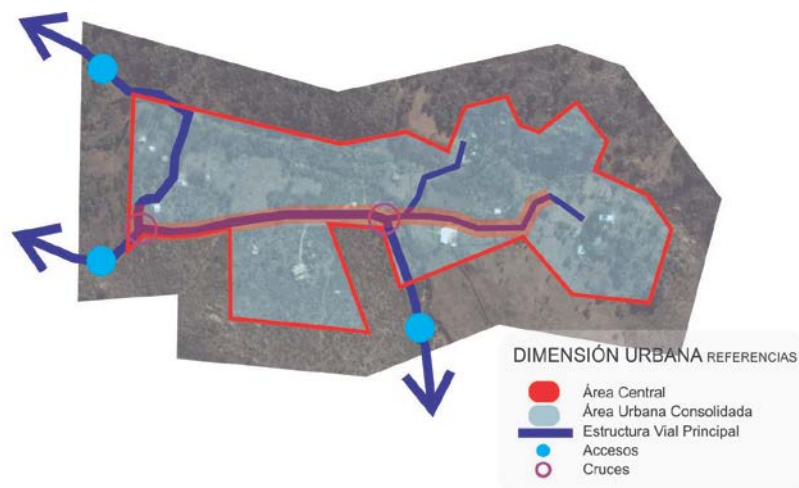 DIMENSIÓN URBANA REFERENCIAS
Área Central
Área Urbana Consolidada
Estructura Vial Principal
Accesos
Cruces